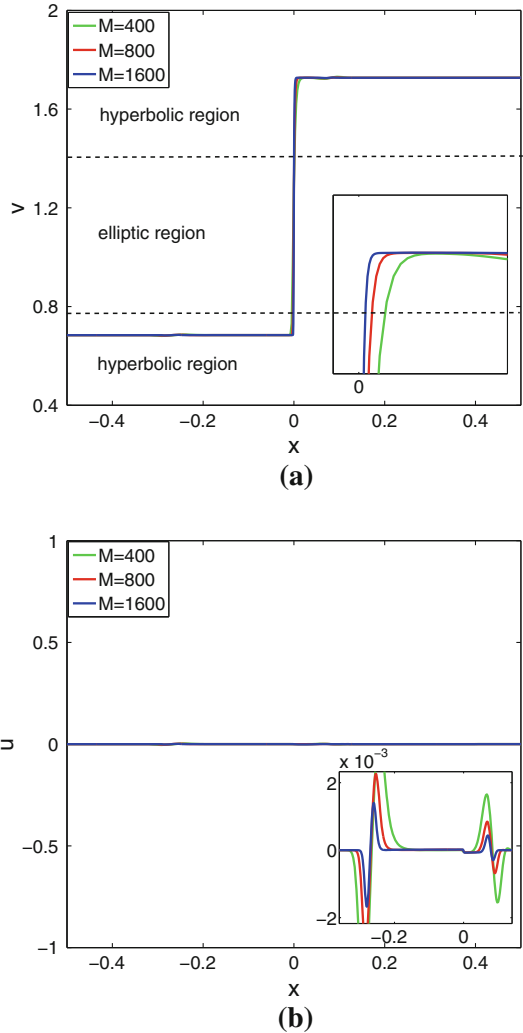 2
1.6
1.2
0.8
0.4
v
M=400
M=800
M=1600
hyperbolic region
elliptic region
hyperbolic region
0
−0.4
−0.2
0
0.2
0.4
x
(a)
1
0.5
0
−0.5
−1
u
M=400
M=800
M=1600
x 10⁻³
2
0
−2
−0.2
0
−0.4
−0.2
0
0.2
0.4
x
(b)